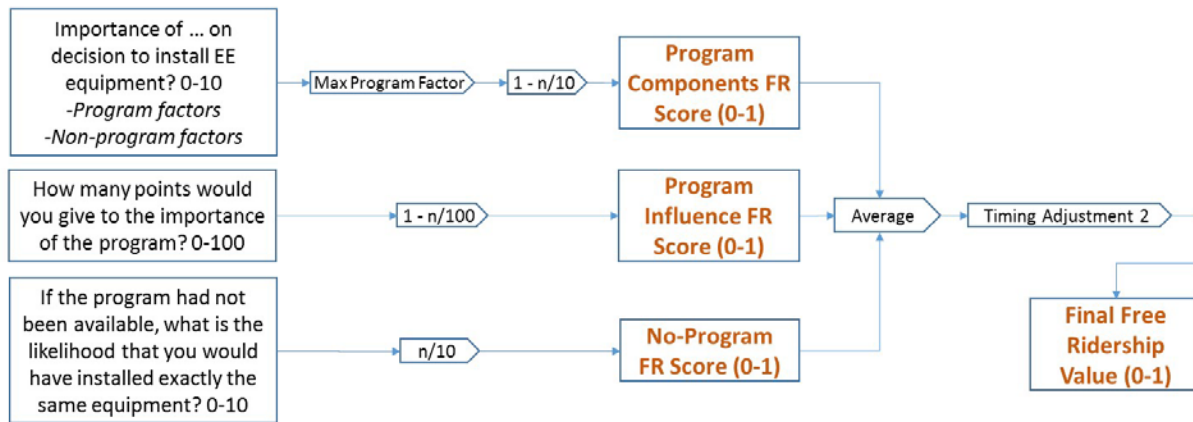 Importance of ... on
decision to install EE
equipment? 0-10
-Program factors
-Non-program factors
Max Program Factor
1 - n/10
Program
Components FR
Score (0-1)
How many points would
you give to the importance
of the program? 0-100
1 - n/100
Program
Influence FR
Score (0-1)
Average
Timing Adjustment 2
If the program had not
been available, what is the
likelihood that you would
have installed exactly the
same equipment? 0-10
n/10
No-Program
FR Score (0-1)
Final Free
Ridership
Value (0-1)